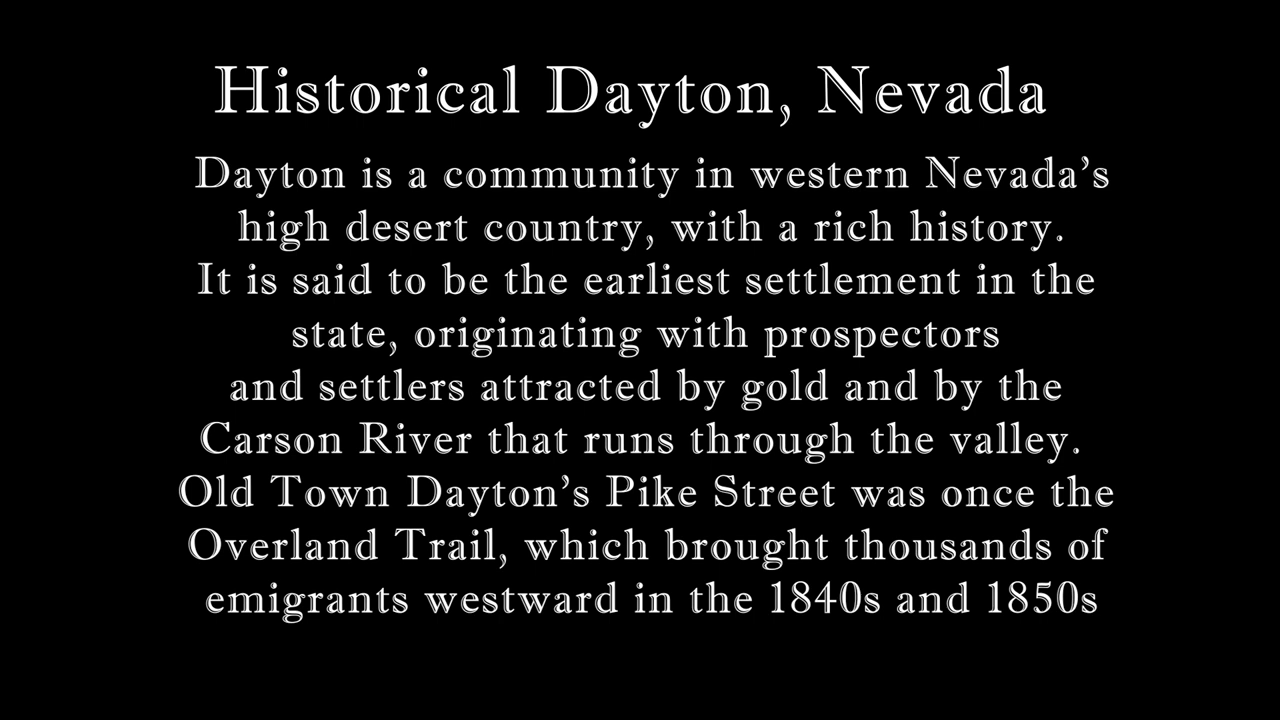 Historical Dayton, Nevada
Dayton is a community in western Nevada’s
high desert country, with a rich history.
It is said to be the earliest settlement in the
state, originating with prospectors
and settlers attracted by gold and by the
Carson River that runs through the valley.
Old Town Dayton’s Pike Street was once the
Overland Trail, which brought thousands of
emigrants westward in the 1840s and 1850s